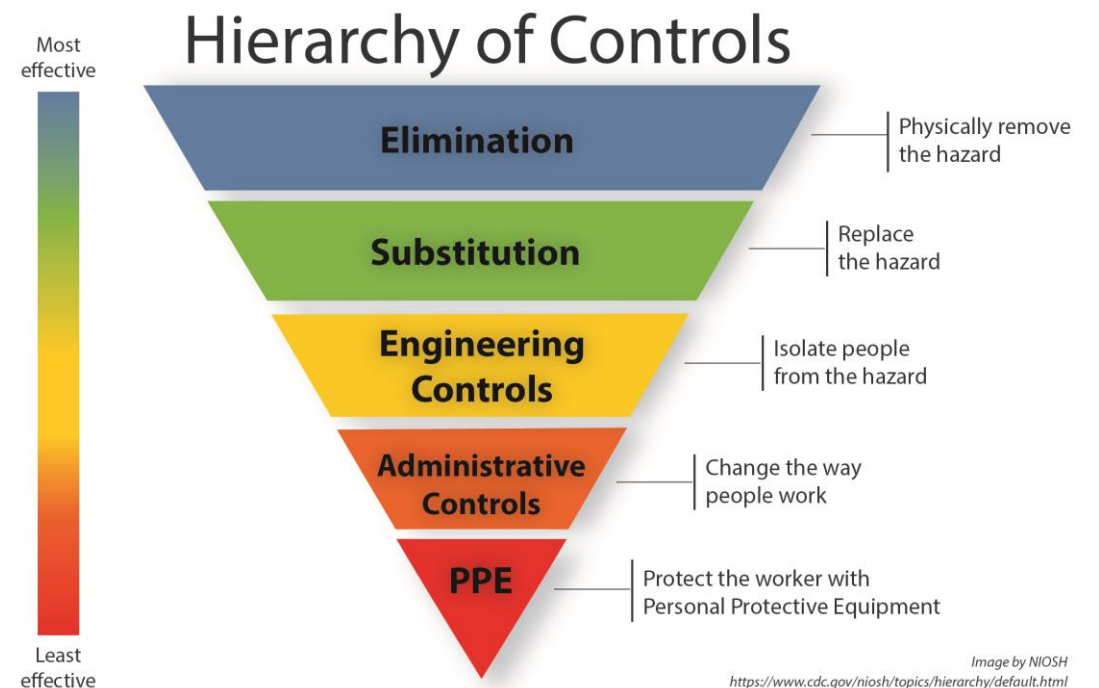 Hierarchy of Controls
Most
effective
Elimination
Physically remove
the hazard
Substitution
Replace
the hazard
Engineering
Controls
Isolate people
from the hazard
Administrative
Controls
Change the way
people work
PPE
Protect the worker with
Personal Protective Equipment
Least
effective
Image by NIOSH
https://www.cdc.gov/niosh/topics/hierarchy/default.html